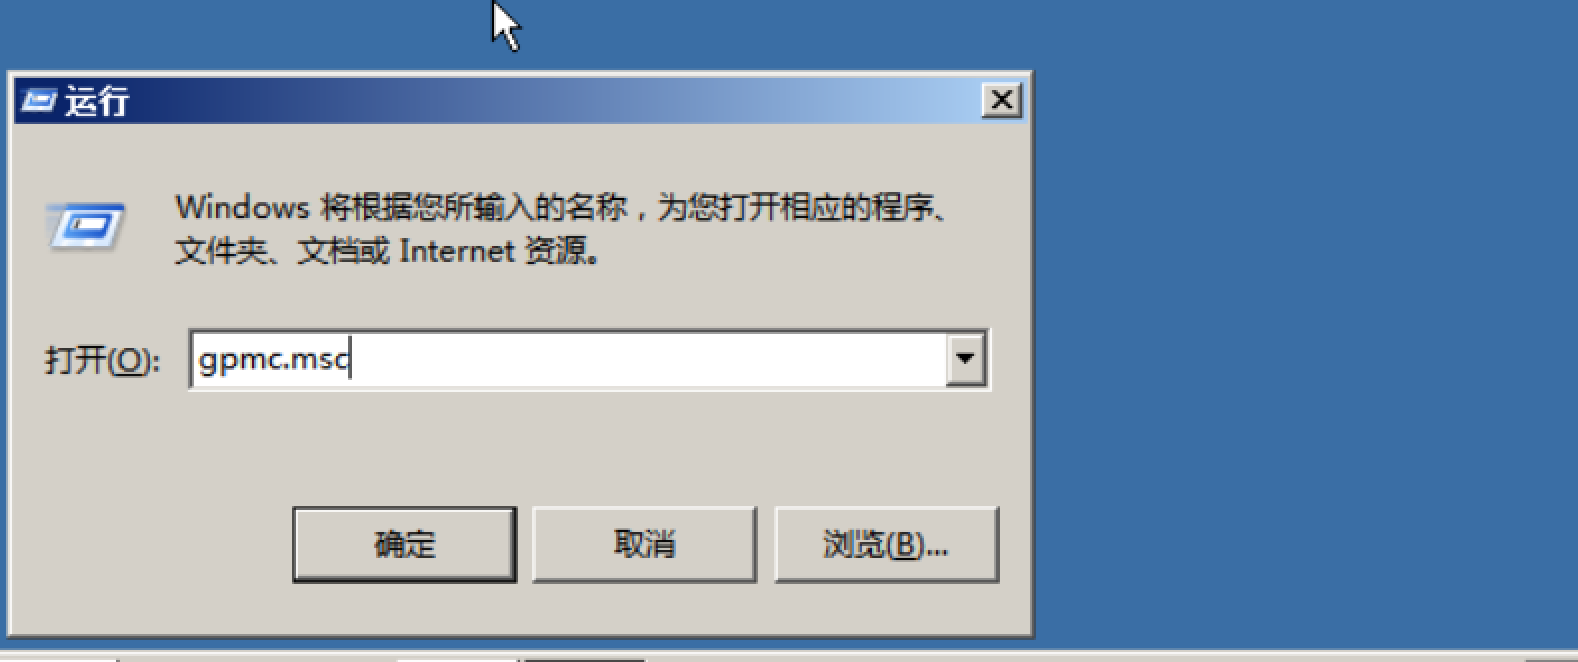 运行
Windows 将根据您所输入的名称，为您打开相应的程序、
文件夹、文档或 Internet 资源。
打开(O): gpmc.msc
确定 取消 浏览(B)...